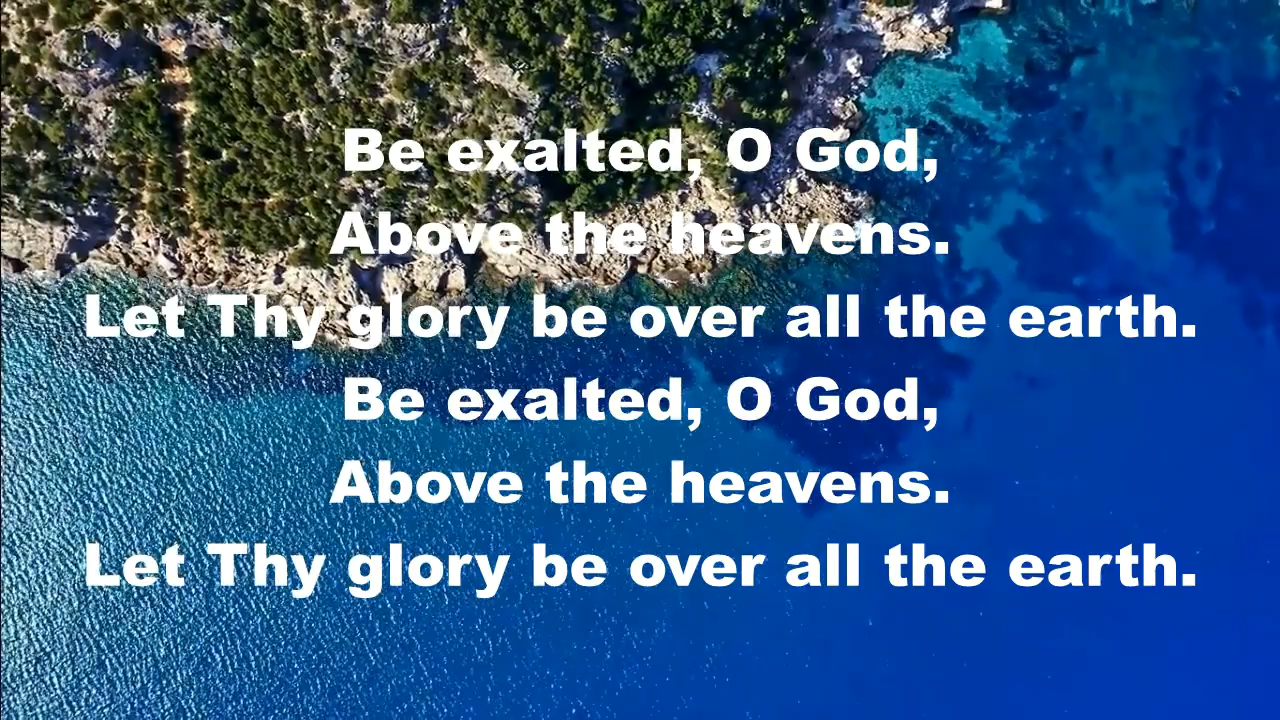 Be exalted, O God,
Above the heavens.
Let Thy glory be over all the earth.
Be exalted, O God,
Above the heavens.
Let Thy glory be over all the earth.